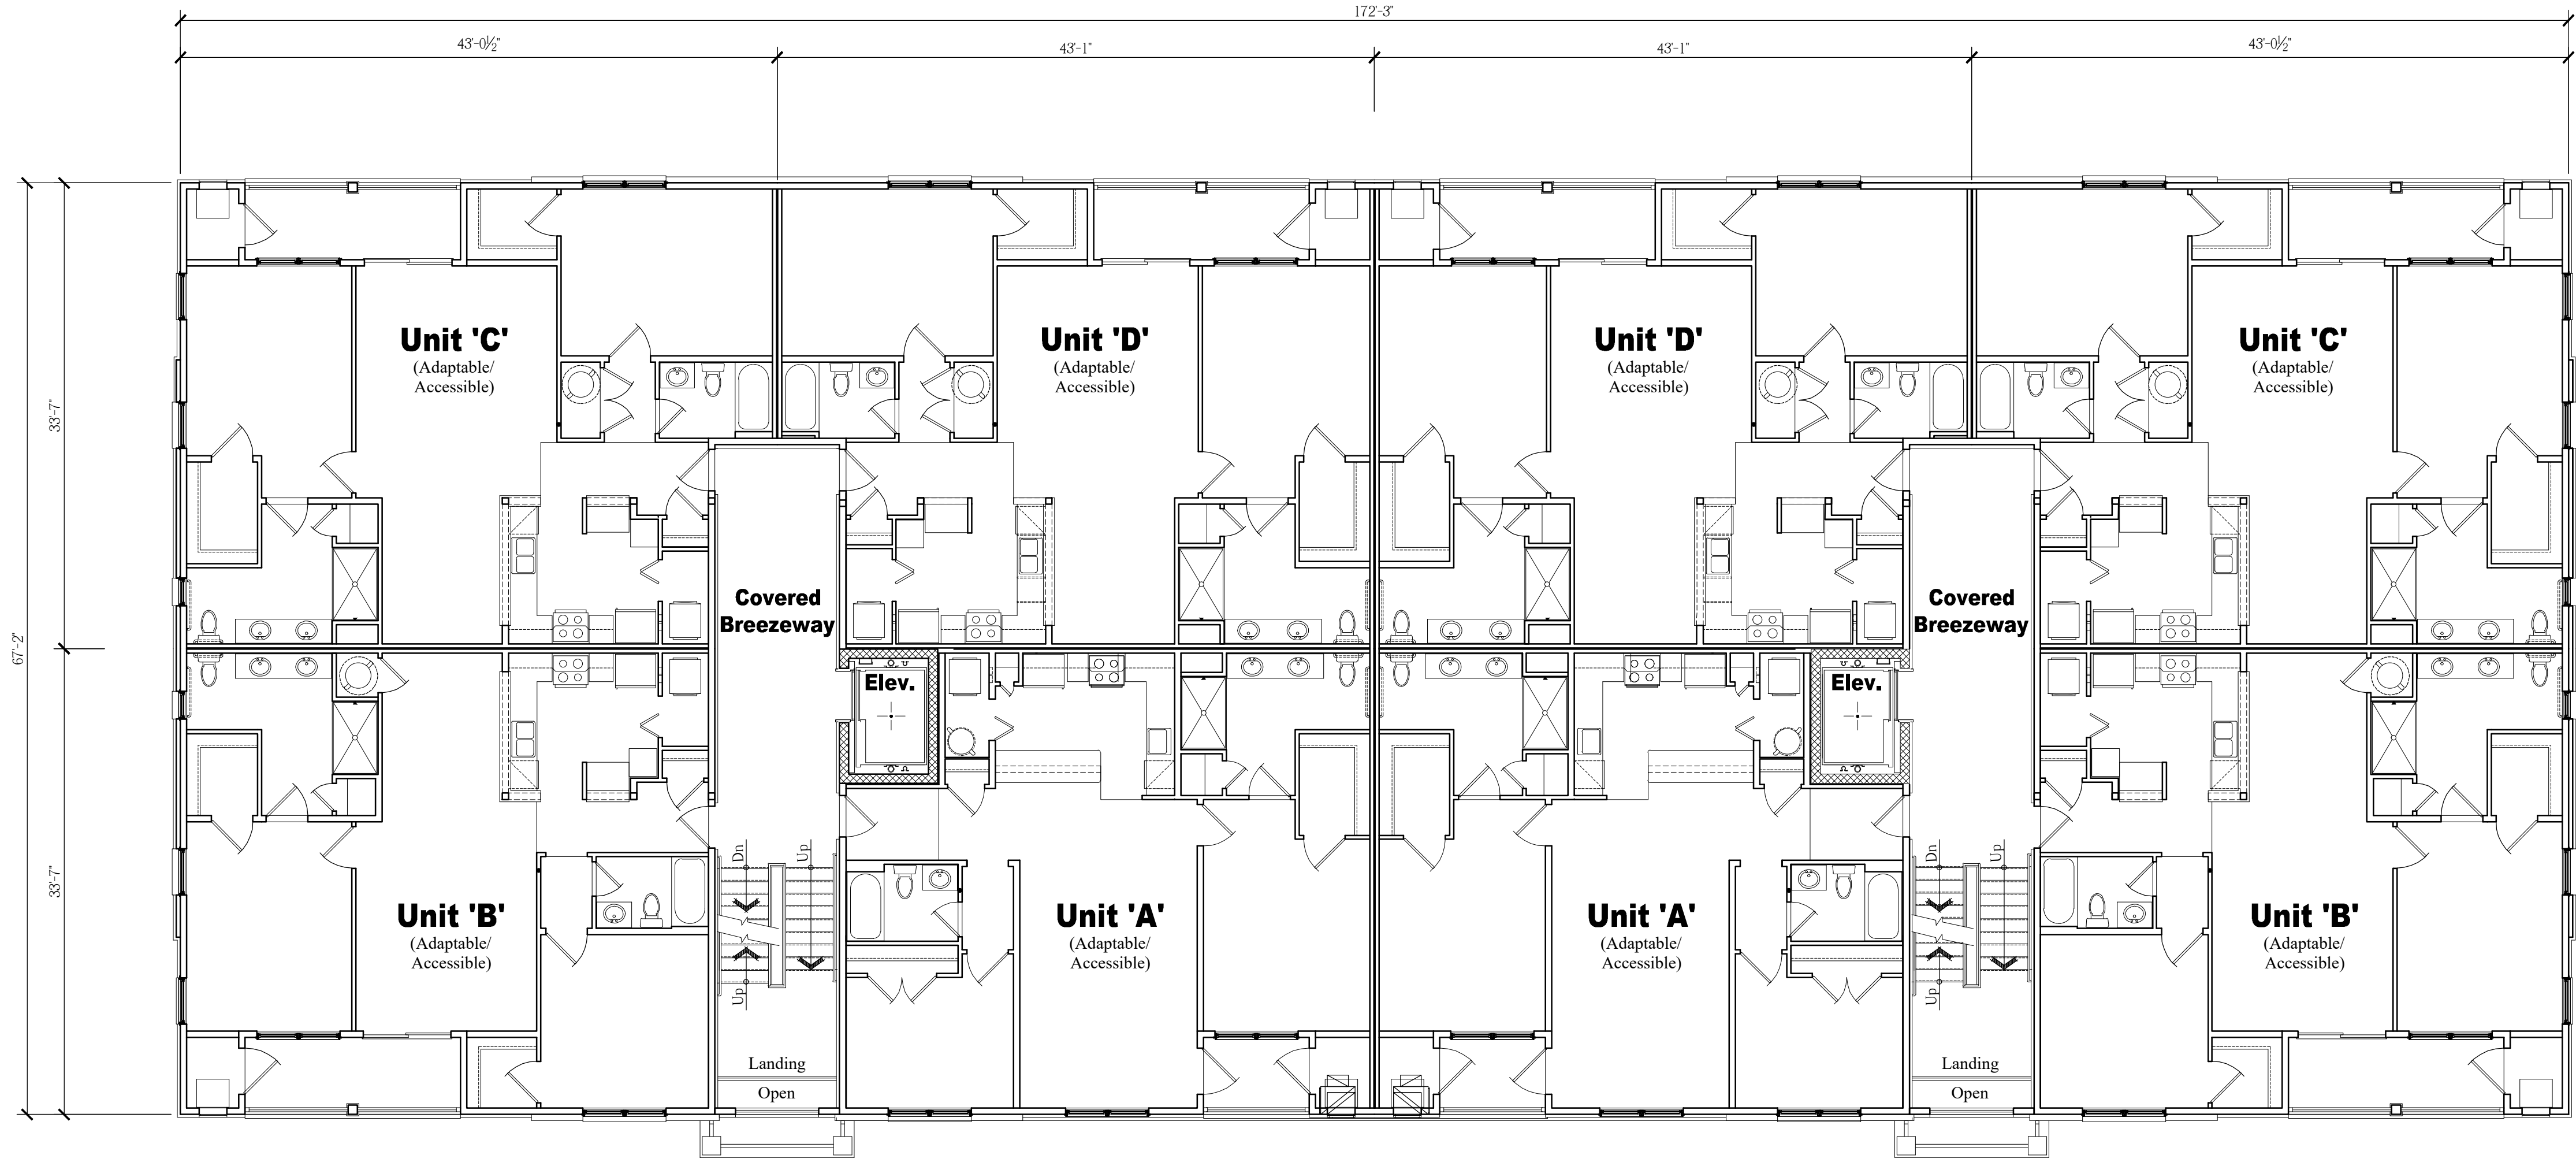 172'-3"
43'-0½"
43'-1"
43'-1"
43'-0½"
67'-2"
33'-7"
33'-7"
Unit 'C'
(Adaptable/
Accessible)
Unit 'D'
(Adaptable/
Accessible)
Unit 'D'
(Adaptable/
Accessible)
Unit 'C'
(Adaptable/
Accessible)
Covered
Breezeway
Covered
Breezeway
Elev.
Elev.
Dn
Up
Dn
Up
Unit 'B'
(Adaptable/
Accessible)
Unit 'A'
(Adaptable/
Accessible)
Unit 'A'
(Adaptable/
Accessible)
Unit 'B'
(Adaptable/
Accessible)
Up
Up
Landing
Open
Landing
Open